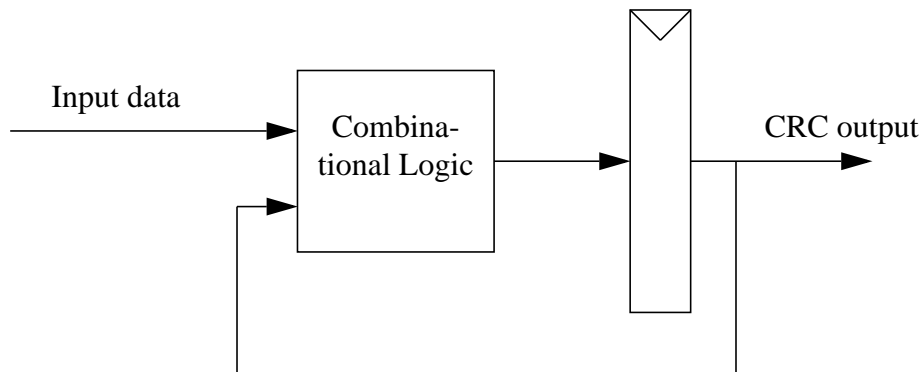 Input data
Combina-
tional Logic
CRC output